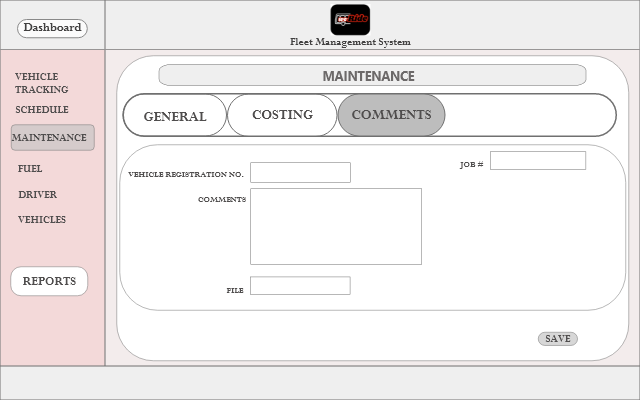 Dashboard
Ride
Fleet Management System
VEHICLE
TRACKING
SCHEDULE
MAINTENANCE
FUEL
DRIVER
VEHICLES
REPORTS
MAINTENANCE
GENERAL
COSTING
COMMENTS
JOB #
VEHICLE REGISTRATION NO.
COMMENTS
FILE
SAVE